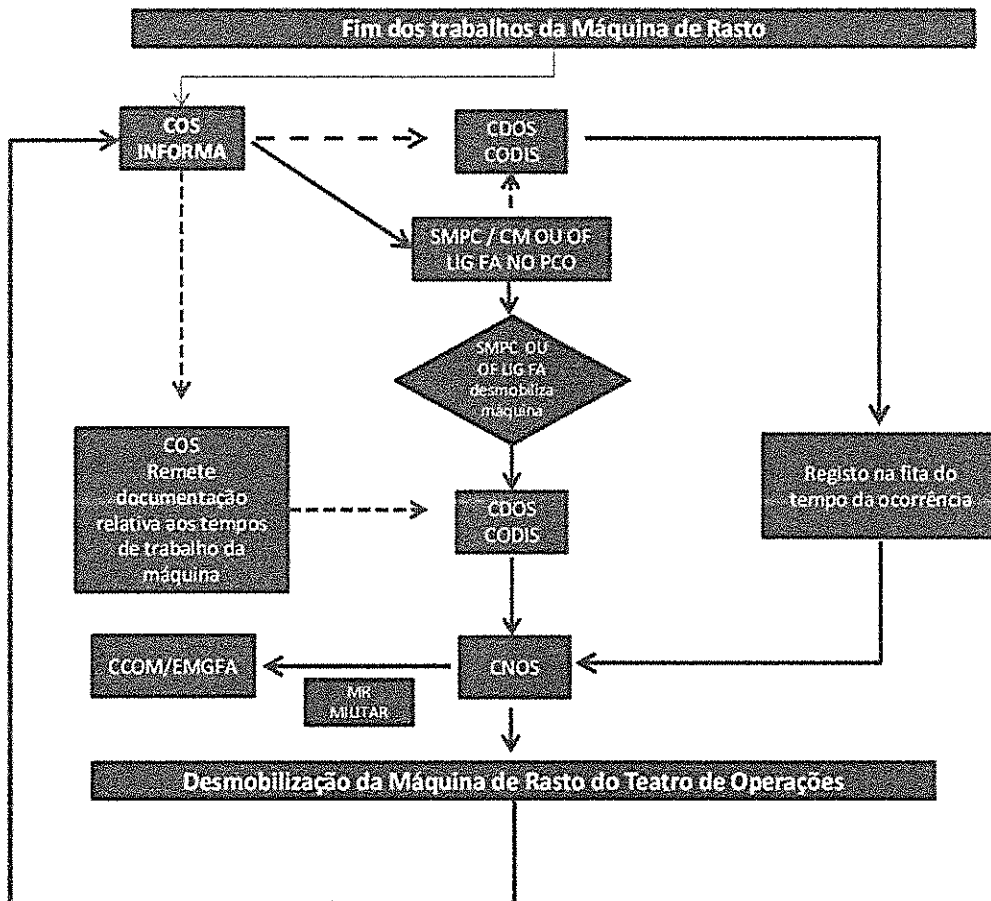 Fim dos trabalhos da Máquina de Rasto
COS
INFORMA
CDOS
CODIS
SMPC / CM OU OF
LIG FA NO PCO
SMPC OU
OF LIG FA
desmobiliza
máquina
COS
Remete
documentação
relativa aos tempos
de trabalho da
máquina
CDOS
CODIS
Registo na fita do
tempo da ocorrência
CCOM/EMGFA
MR
MILITAR
CNOS
Desmobilização da Máquina de Rasto do Teatro de Operações